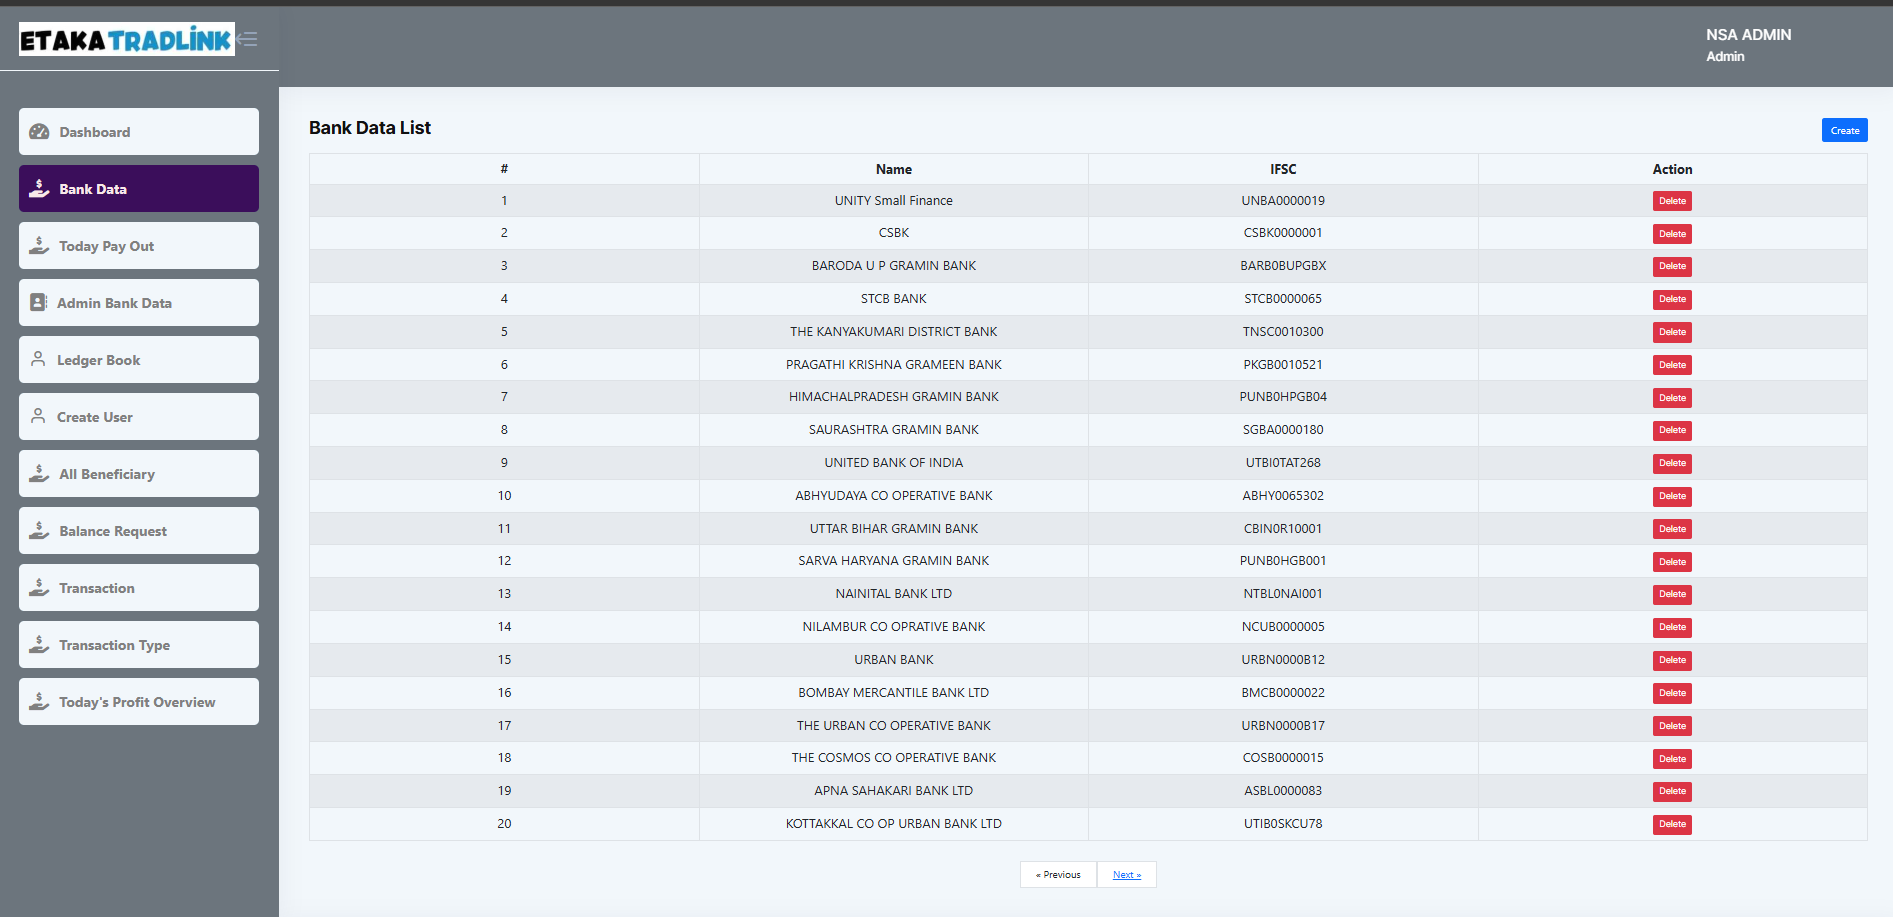 ETAKA TRADLINK
NSA ADMIN
Admin
Dashboard
Bank Data
Today Pay Out
Admin Bank Data
Ledger Book
Create User
All Beneficiary
Balance Request
Transaction
Transaction Type
Today's Profit Overview
Bank Data List
Create
# Name IFSC Action
1 UNITY Small Finance UNBA0000019 Delete
2 CSBK CSBK0000001 Delete
3 BARODA U P GRAMIN BANK BARB0BUPGBX Delete
4 STCB BANK STCB0000065 Delete
5 THE KANYAKUMARI DISTRICT BANK TNSC0010300 Delete
6 PRAGATHI KRISHNA GRAMEEN BANK PKGB0010521 Delete
7 HIMACHALPRADESH GRAMIN BANK PUNB0HPGB04 Delete
8 SAURASHTRA GRAMIN BANK SGBA0000180 Delete
9 UNITED BANK OF INDIA UTBI0TAT268 Delete
10 ABHYUDAYA CO OPERATIVE BANK ABHY0065302 Delete
11 UTTAR BIHAR GRAMIN BANK CBIN0R10001 Delete
12 SARVA HARYANA GRAMIN BANK PUNB0HGB001 Delete
13 NAINITAL BANK LTD NTBL0NAI001 Delete
14 NILAMBUR CO OPRATIVE BANK NCUB0000005 Delete
15 URBAN BANK URBN0000B12 Delete
16 BOMBAY MERCANTILE BANK LTD BMCB0000022 Delete
17 THE URBAN CO OPERATIVE BANK URBN0000B17 Delete
18 THE COSMOS CO OPERATIVE BANK COSB0000015 Delete
19 APNA SAHAKARI BANK LTD ASBL0000083 Delete
20 KOTTAKKAL CO OP URBAN BANK LTD UTIB0SKCU78 Delete
« Previous Next »